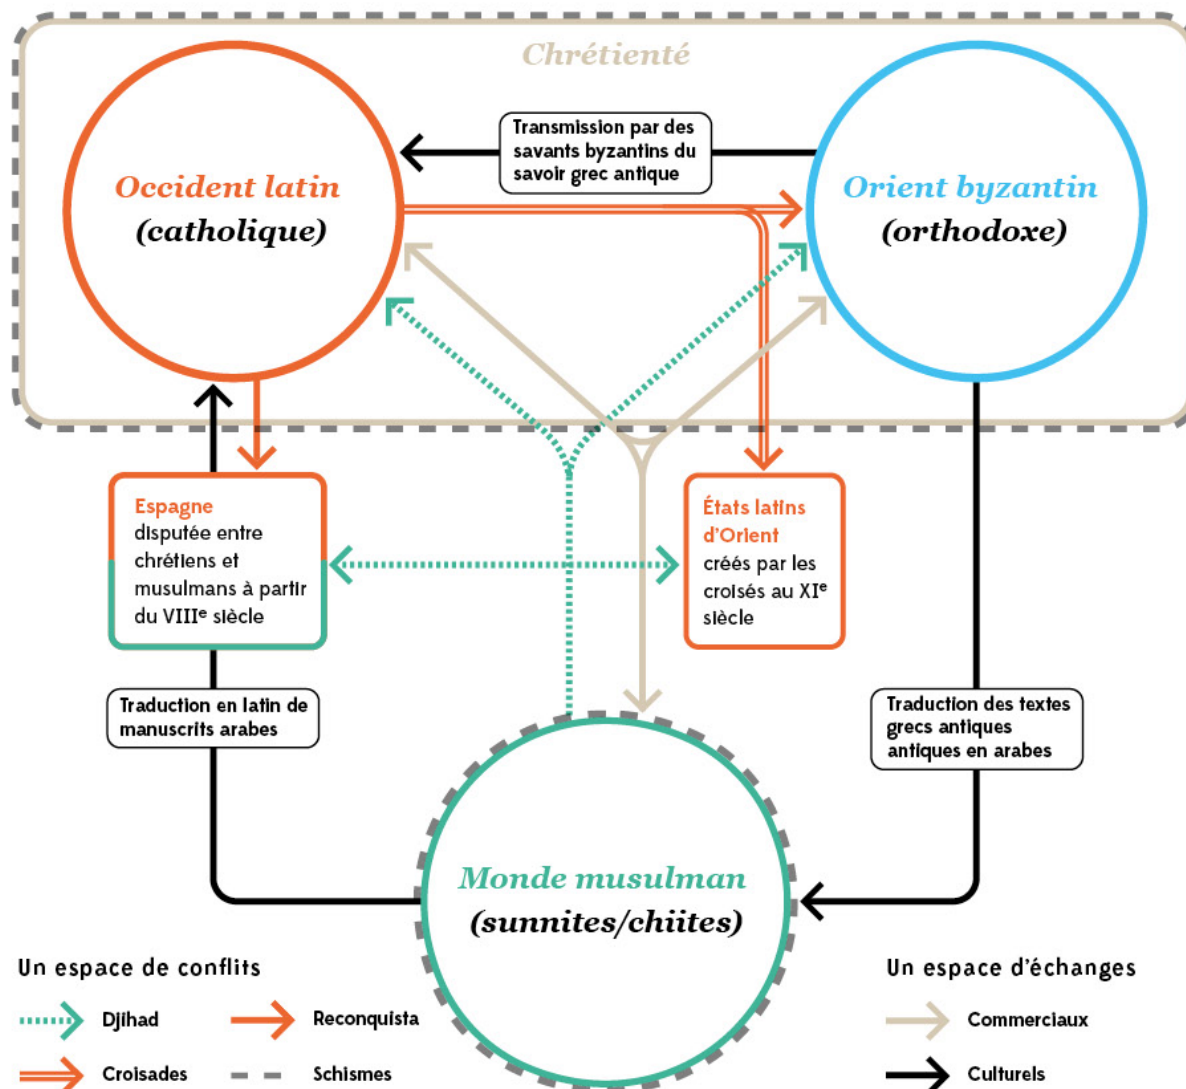 Chrétienté
Transmission par des
savants byzantins du
savoir grec antique
Occident latin
(catholique)
Orient byzantin
(orthodoxe)
Espagne
disputée entre
chrétiens et
musulmans à partir
du VIIIe siècle
États latins
d'Orient
créés par les
croisés au XIe
siècle
Traduction en latin de
manuscrits arabes
Traduction des textes
grecs antiques
antiques en arabes
Monde musulman
(sunnites/chiites)
Un espace de conflits
Djihad
Reconquista
Croisades
Schismes
Un espace d'échanges
Commerciaux
Culturels